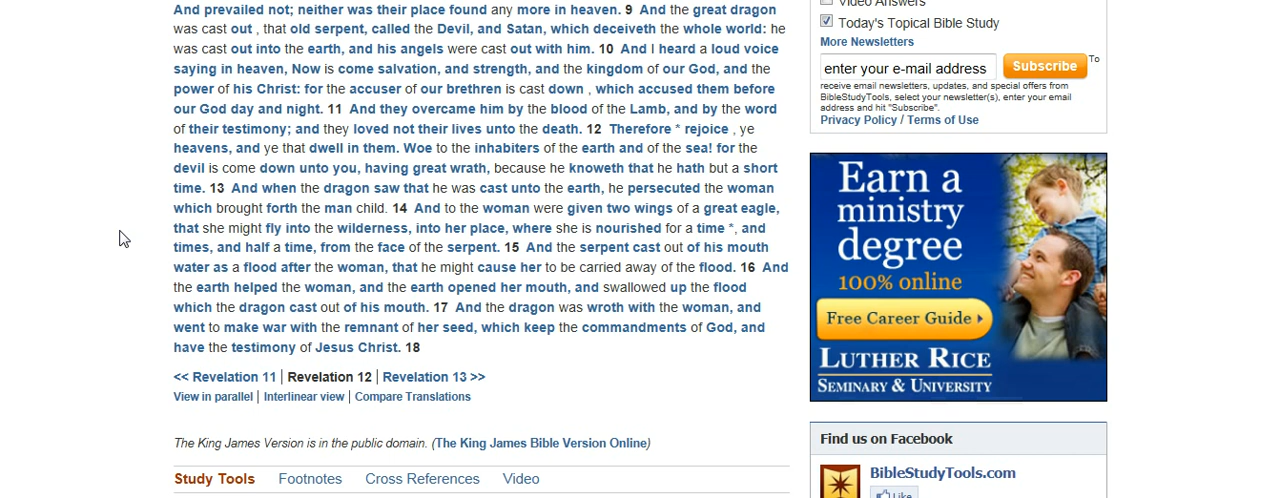 And prevailed not; neither was their place found any more in heaven. 9 And the great dragon
was cast out , that old serpent, called the Devil, and Satan, which deceiveth the whole world: he
was cast out into the earth, and his angels were cast out with him. 10 And I heard a loud voice
saying in heaven, Now is come salvation, and strength, and the kingdom of our God, and the
power of his Christ: for the accuser of our brethren is cast down , which accused them before
our God day and night. 11 And they overcame him by the blood of the Lamb, and by the word
of their testimony; and they loved not their lives unto the death. 12 Therefore * rejoice , ye
heavens, and ye that dwell in them. Woe to the inhabiters of the earth and of the sea! for the
devil is come down unto you, having great wrath, because he knoweth that he hath but a short
time. 13 And when the dragon saw that he was cast unto the earth, he persecuted the woman
which brought forth the man child. 14 And to the woman were given two wings of a great eagle,
that she might fly into the wilderness, into her place, where she is nourished for a time *, and
times, and half a time, from the face of the serpent. 15 And the serpent cast out of his mouth
water as a flood after the woman, that he might cause her to be carried away of the flood. 16 And
the earth helped the woman, and the earth opened her mouth, and swallowed up the flood
which the dragon cast out of his mouth. 17 And the dragon was wroth with the woman, and
went to make war with the remnant of her seed, which keep the commandments of God, and
have the testimony of Jesus Christ. 18
<< Revelation 11 | Revelation 12 | Revelation 13 >>
View in parallel | Interlinear view | Compare Translations
The King James Version is in the public domain. (The King James Bible Version Online)
Study Tools Footnotes Cross References Video
Video Answers
Today's Topical Bible Study
More Newsletters
enter your e-mail address Subscribe To
receive email newsletters, updates, and special offers from
BibleStudyTools, select your newsletter(s), enter your email
address and hit "Subscribe".
Privacy Policy / Terms of Use
Earn a
ministry
degree
100% online
Free Career Guide
LUTHER RICE
SEMINARY & UNIVERSITY
Find us on Facebook
BibleStudyTools.com
Like